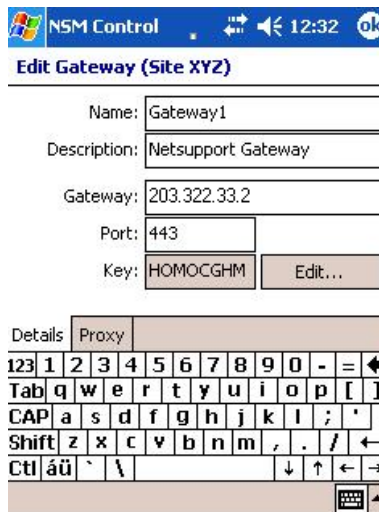 NSM Control 12:32 ok
Edit Gateway (Site XYZ)
Name: Gateway1
Description: Netsupport Gateway
Gateway: 203.322.33.2
Port: 443
Key: HOMOCGHM Edit...
Details Proxy
123 1 2 3 4 5 6 7 8 9 0 - =
Tab q w e r t y u i o p [ ]
CAP a s d f g h j k l ; '
Shift z x c v b n m , . /
Ctl áü ` \